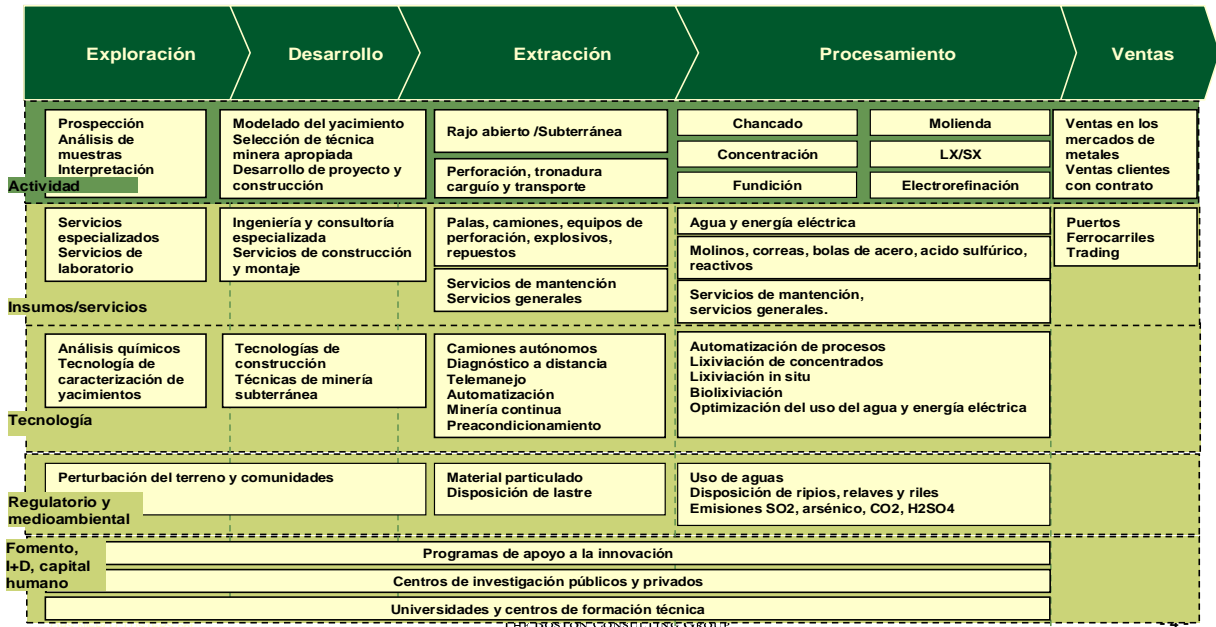 Exploración
Desarrollo
Extracción
Procesamiento
Ventas
Actividad
Prospección
Análisis de
muestras
Interpretación
Modelado del yacimiento
Selección de técnica
minera apropiada
Desarrollo de proyecto y
construcción
Rajo abierto /Subterránea
Perforación, tronadura
carguío y transporte
Chancado
Molienda
Concentración
LX/SX
Fundición
Electrorefinación
Ventas en los
mercados de
metales
Ventas clientes
con contrato
Insumos/servicios
Servicios
especializados
Servicios de
laboratorio
Ingeniería y consultoría
especializada
Servicios de construcción
y montaje
Palas, camiones, equipos de
perforación, explosivos,
repuestos
Servicios de mantención
Servicios generales
Agua y energía eléctrica
Molinos, correas, bolas de acero, acido sulfúrico,
reactivos
Servicios de mantención,
servicios generales.
Puertos
Ferrocarriles
Trading
Tecnología
Análisis químicos
Tecnología de
caracterización de
yacimientos
Tecnologías de
construcción
Técnicas de minería
subterránea
Camiones autónomos
Diagnóstico a distancia
Telemanejo
Automatización
Minería continua
Preacondicionamiento
Automatización de procesos
Lixiviación de concentrados
Lixiviación in situ
Biolixiviación
Optimización del uso del agua y energía eléctrica
Regulatorio y
medioambiental
Perturbación del terreno y comunidades
Material particulado
Disposición de lastre
Uso de aguas
Disposición de ripios, relaves y riles
Emisiones SO2, arsénico, CO2, H2SO4
Fomento,
I+D, capital
humano
Programas de apoyo a la innovación
Centros de investigación públicos y privados
Universidades y centros de formación técnica
THE BOSTON CONSULTING GROUP